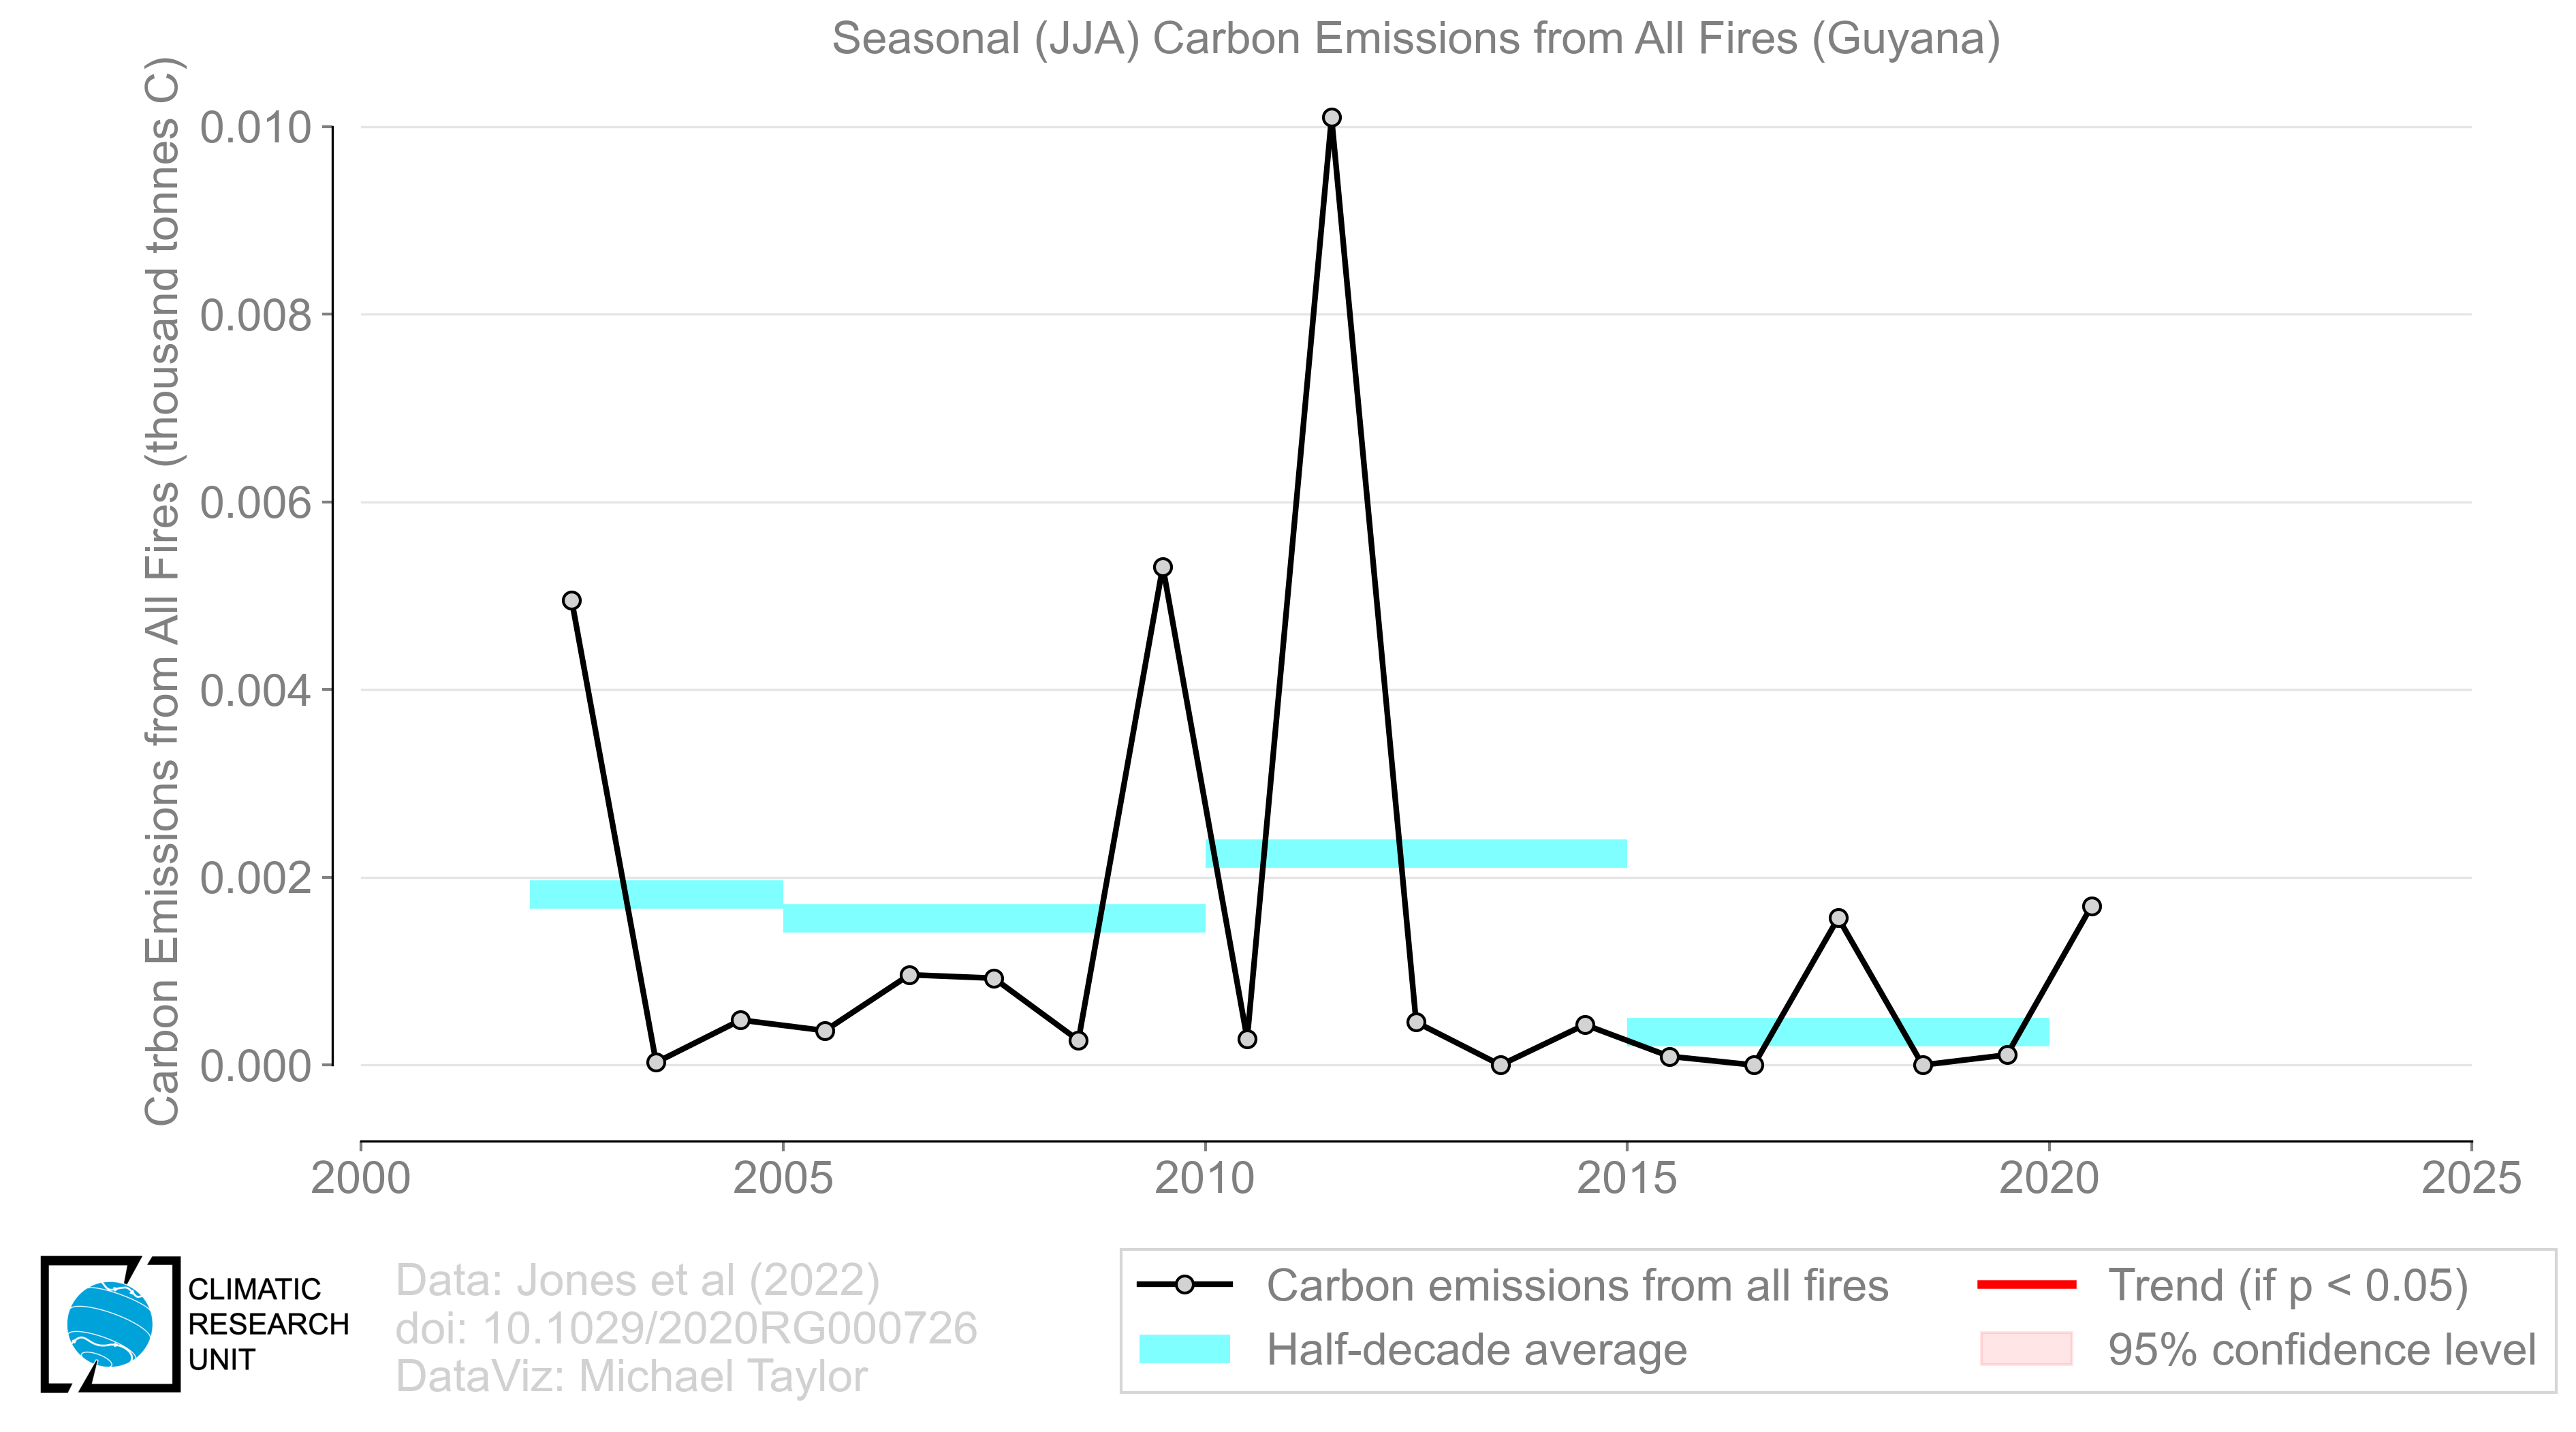 Seasonal (JJA) Carbon Emissions from All Fires (Guyana)
Carbon Emissions from All Fires (thousand tonnes C)
0.010
0.008
0.006
0.004
0.002
0.000
2000
2005
2010
2015
2020
2025
CLIMATIC
RESEARCH
UNIT
Data: Jones et al (2022)
doi: 10.1029/2020RG000726
DataViz: Michael Taylor
Carbon emissions from all fires
Half-decade average
Trend (if p < 0.05)
95% confidence level